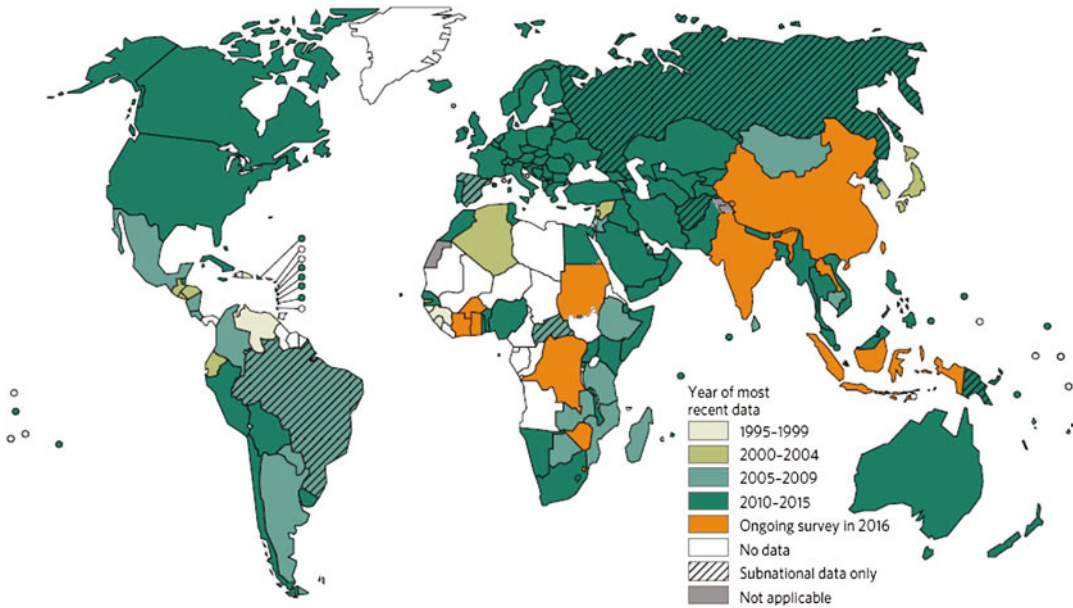 Year of most
recent data
1995–1999
2000–2004
2005–2009
2010–2015
Ongoing survey in 2016
No data
Subnational data only
Not applicable